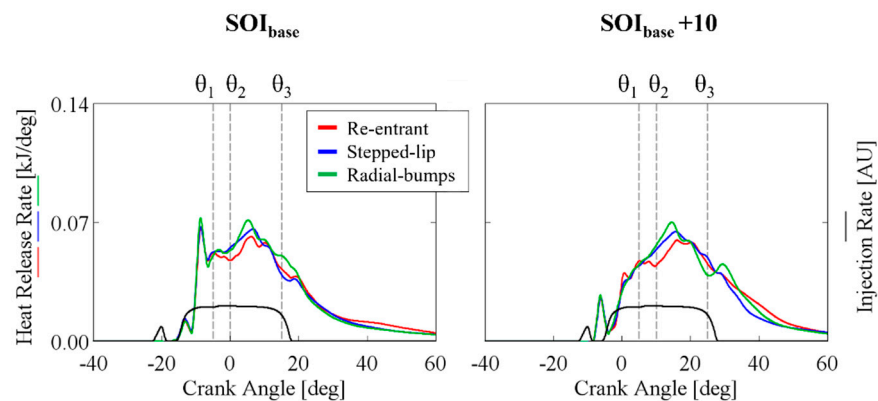 SOIbase
SOIbase +10
θ1 θ2 θ3
θ1 θ2 θ3
0.14
0.07
0.00
Heat Release Rate [kJ/deg]
Re-entrant
Stepped-lip
Radial-bumps
Injection Rate [AU]
-40 -20 0 20 40 60
-40 -20 0 20 40 60
Crank Angle [deg]
Crank Angle [deg]